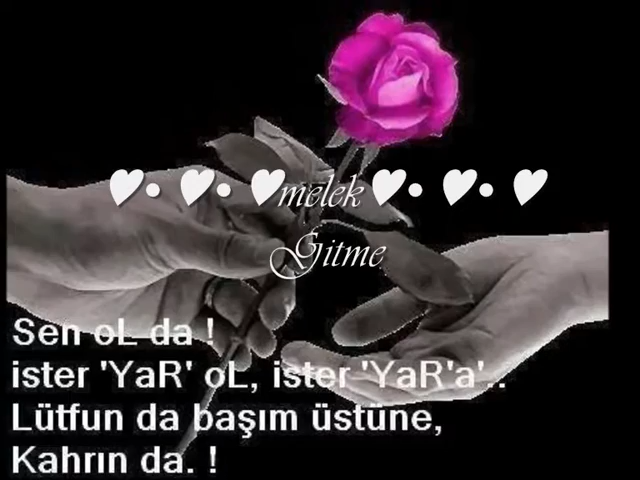 ♥• ♥• ♥melek♥• ♥• ♥
Gitme
Sen oL da !
ister 'YaR' oL, ister 'YaR'a'..
Lütfun da başım üstüne,
Kahrın da. !